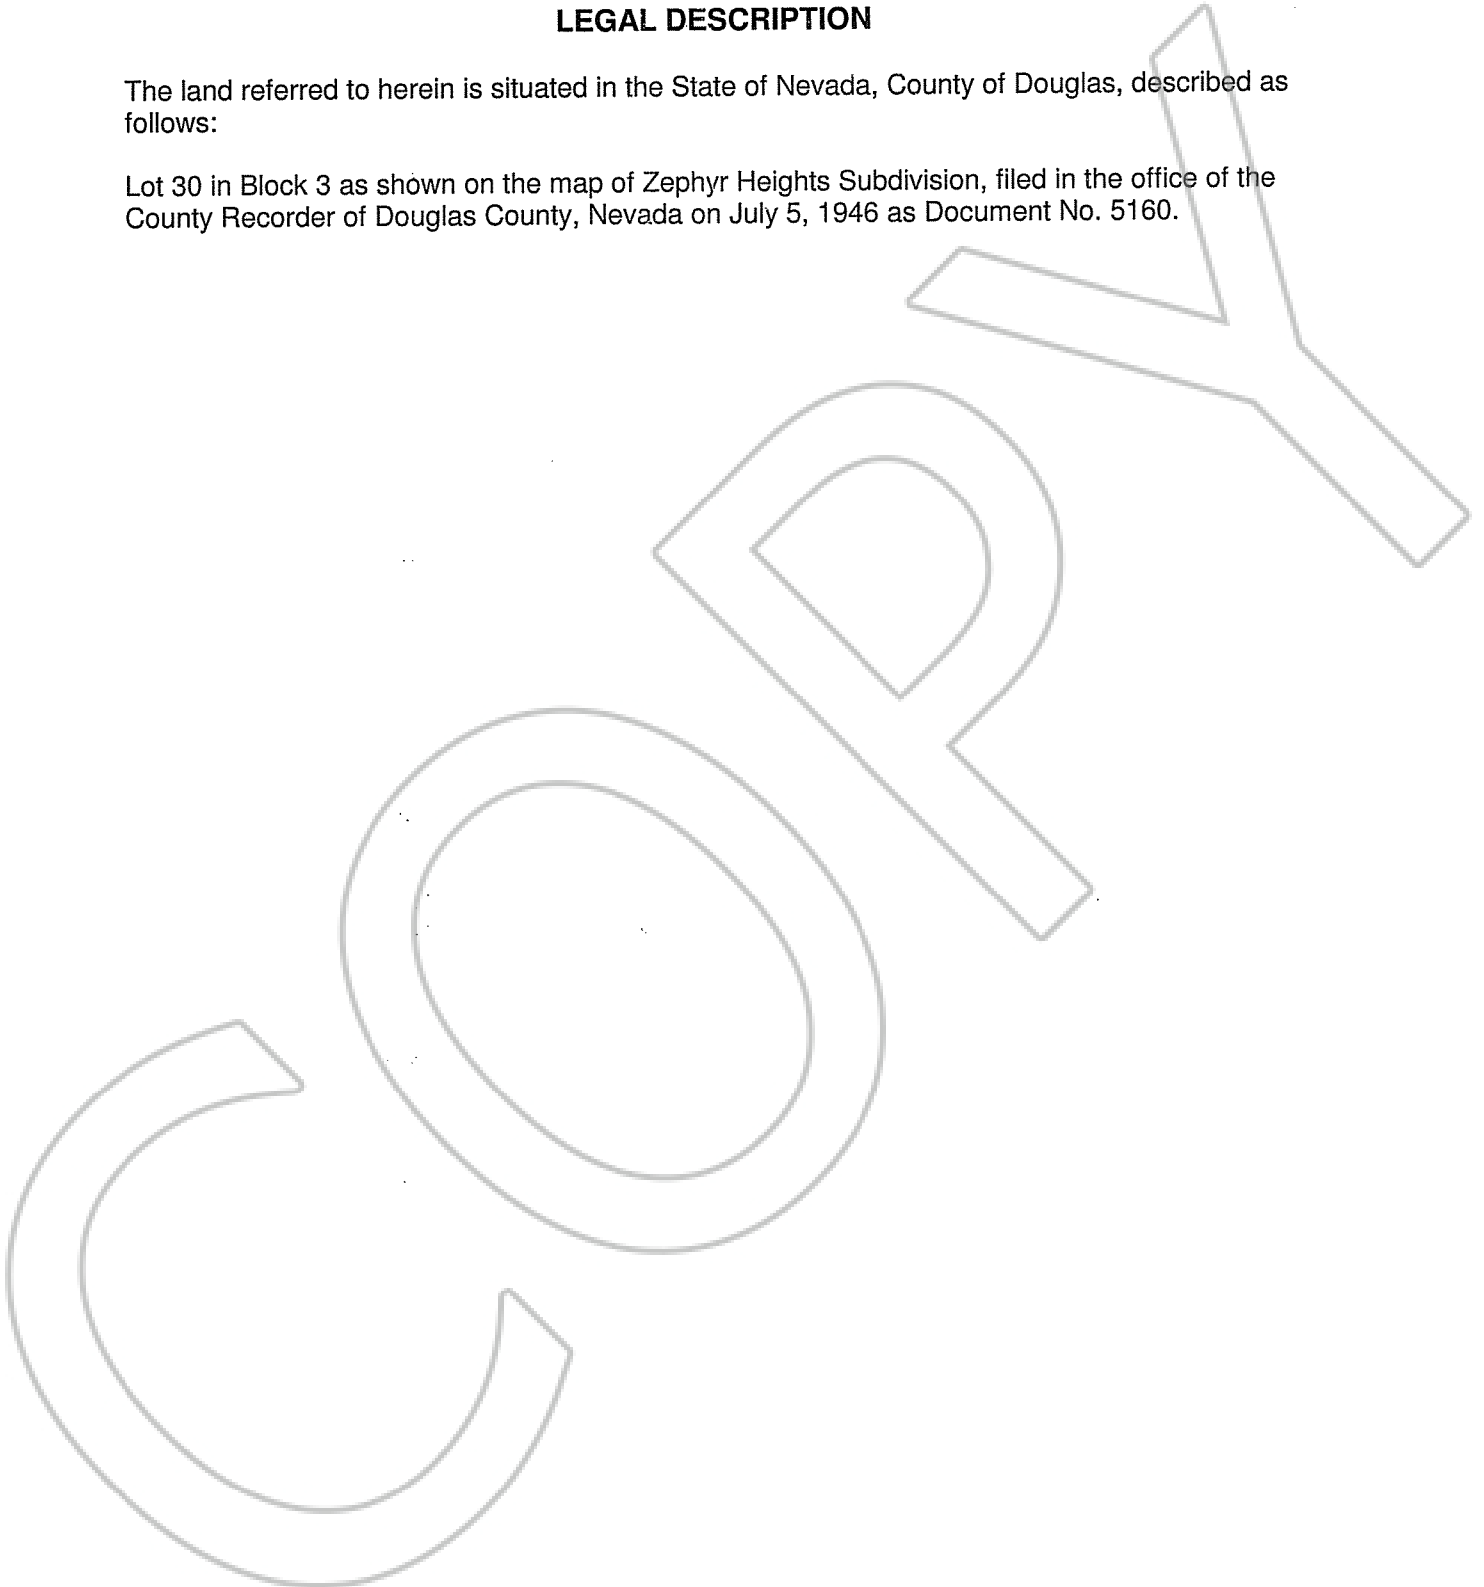 LEGAL DESCRIPTION
The land referred to herein is situated in the State of Nevada, County of Douglas, described as
follows:
Lot 30 in Block 3 as shown on the map of Zephyr Heights Subdivision, filed in the office of the
County Recorder of Douglas County, Nevada on July 5, 1946 as Document No. 5160.
COPY